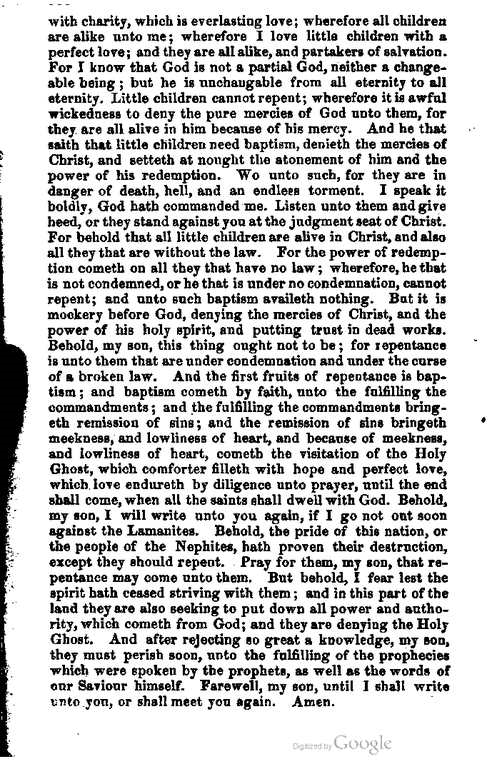 with charity, which is everlasting love; wherefore all children
are alike unto me; wherefore I love little children with a
perfect love; and they are all alike, and partakers of salvation.
For I know that God is not a partial God, neither a change-
able being; but he is unchaugable from all eternity to all
eternity. Little children cannot repent; wherefore it is awful
wickedness to deny the pure mercies of God unto them, for
they are all alive in him because of his mercy. And he that
saith that little children need baptism, denieth the mercies of
Christ, and setteth at nought the atonement of him and the
power of his redemption. Wo unto such, for they are in
danger of death, hell, and an endless torment. I speak it
boldly, God hath commanded me. Listen unto them and give
heed, or they stand against you at the judgment seat of Christ.
For behold that all little children are alive in Christ, and also
all they that are without the law. For the power of redemp-
tion cometh on all they that have no law; wherefore, he that
is not condemned, or he that is under no condemnation, cannot
repent; and unto such baptism availeth nothing. But it is
mockery before God, denying the mercies of Christ, and the
power of his holy spirit, and putting trust in dead works.
Behold, my son, this thing ought not to be; for repentance
is unto them that are under condemnation and under the curse
of a broken law. And the first fruits of repentance is bap-
tism; and baptism cometh by faith, unto the fulfilling the
commandments; and the fulfilling the commandments bring-
eth remission of sins; and the remission of sins bringeth
meekness, and lowliness of heart, and because of meekness,
and lowliness of heart, cometh the visitation of the Holy
Ghost, which comforter filleth with hope and perfect love,
which love endureth by diligence unto prayer, until the end
shall come, when all the saints shall dwell with God. Behold,
my son, I will write unto you again, if I go not out soon
against the Lamanites. Behold, the pride of this nation, or
the people of the Nephites, hath proven their destruction,
except they should repent. Pray for them, my son, that re-
pentance may come unto them. But behold, I fear lest the
spirit hath ceased striving with them; and in this part of the
land they are also seeking to put down all power and autho-
rity, which cometh from God; and they are denying the Holy
Ghost. And after rejecting so great a knowledge, my son,
they must perish soon, unto the fulfilling of the prophecies
which were spoken by the prophets, as well as the words of
our Saviour himself. Farewell, my son, until I shall write
unto you, or shall meet you again. Amen.
Digitized by Google